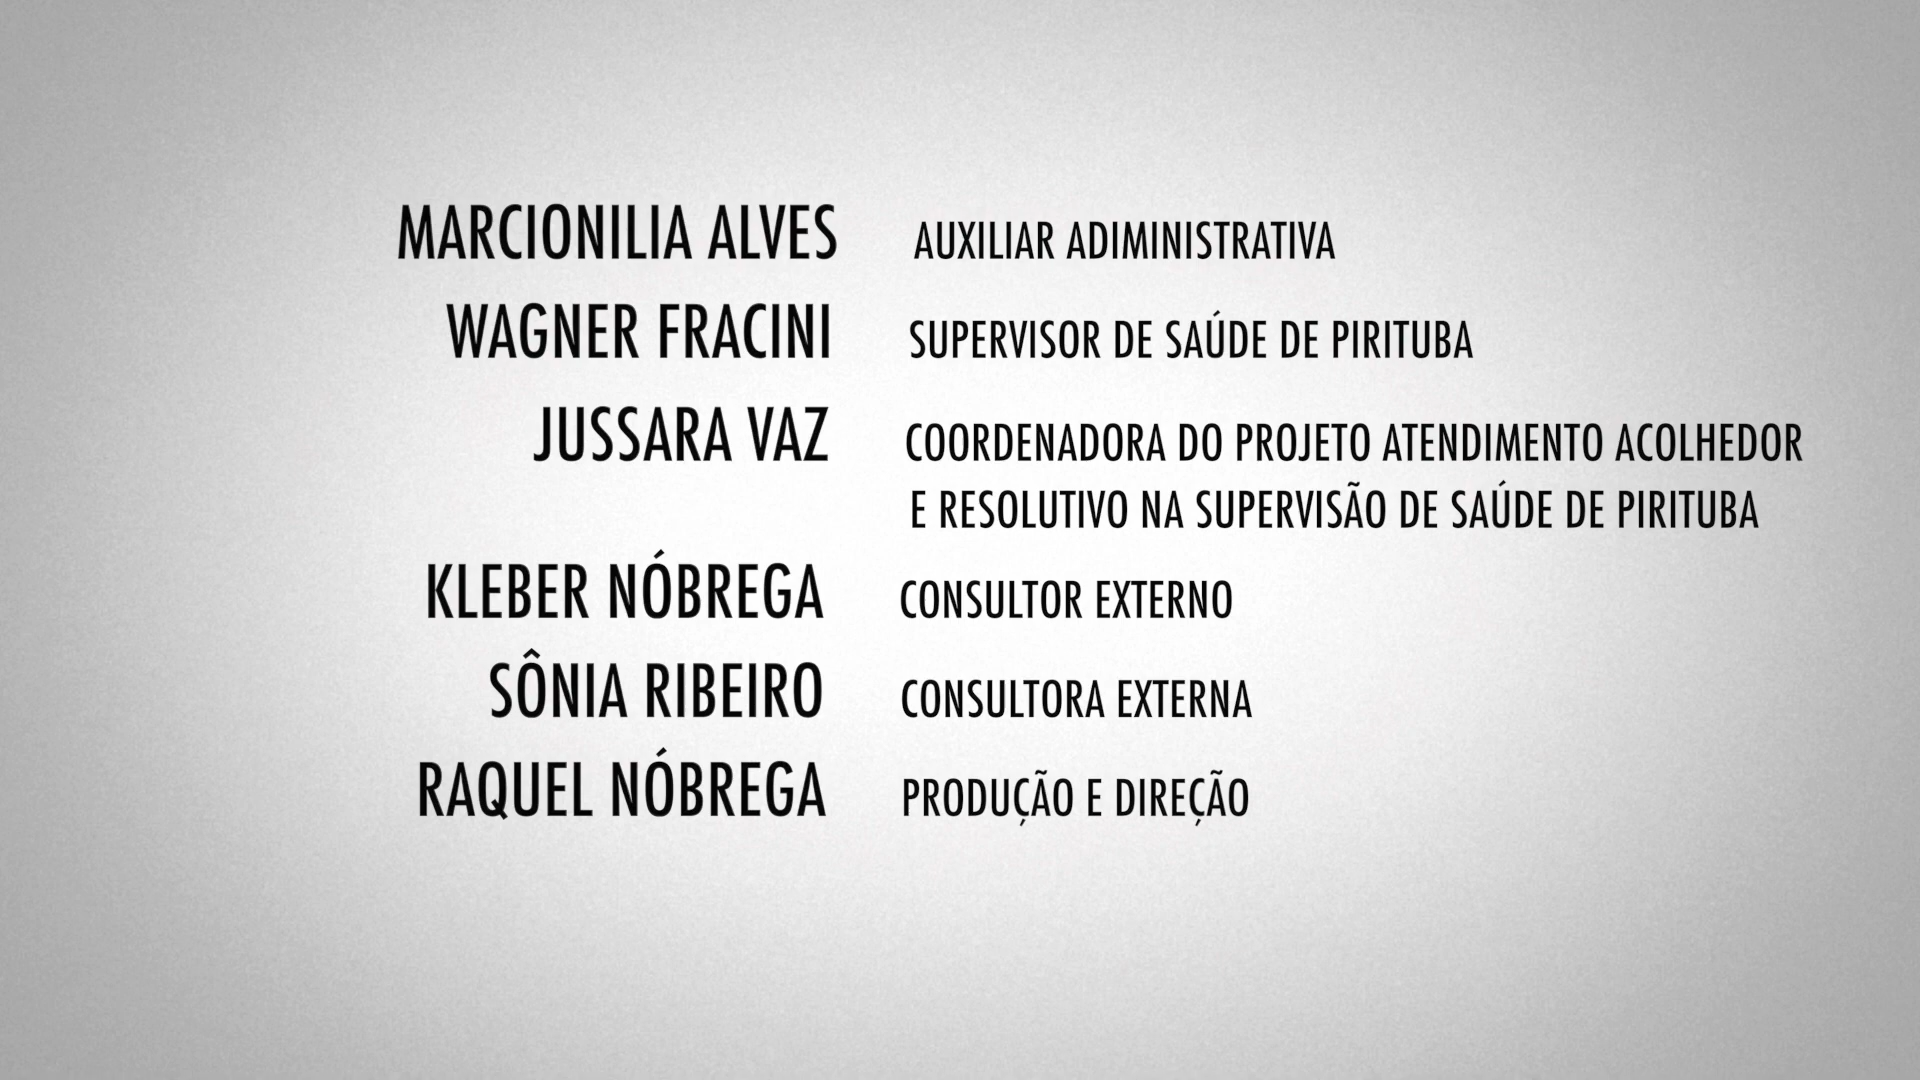 MARCIONILIA ALVES AUXILIAR ADIMINISTRATIVA
WAGNER FRACINI SUPERVISOR DE SAÚDE DE PIRITUBA
JUSSARA VAZ COORDENADORA DO PROJETO ATENDIMENTO ACOLHEDOR
E RESOLUTIVO NA SUPERVISÃO DE SAÚDE DE PIRITUBA
KLEBER NÓBREGA CONSULTOR EXTERNO
SÔNIA RIBEIRO CONSULTORA EXTERNA
RAQUEL NÓBREGA PRODUÇÃO E DIREÇÃO